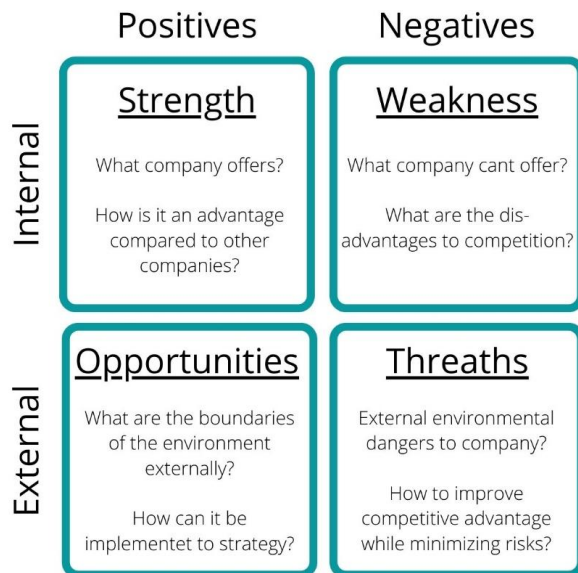 Positives
Negatives
Internal
Strength
What company offers?
How is it an advantage
compared to other
companies?
Weakness
What company cant offer?
What are the dis-
advantages to competition?
External
Opportunities
What are the boundaries
of the environment
externally?
How can it be
implementet to strategy?
Threaths
External environmental
dangers to company?
How to improve
competitive advantage
while minimizing risks?